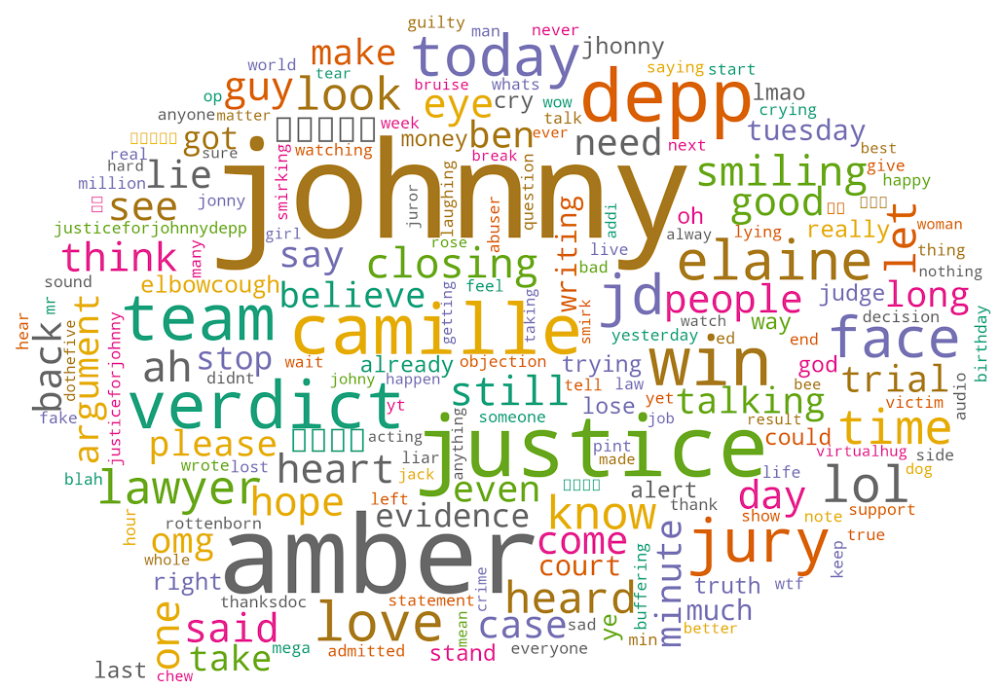 guilty
man
never
today
jhonny
make
world
tear
bruise
whats
saying
start
guy
look
eye
cry
wow
depp
lmao
crying
op
anyone
matter
week
money
ben
ever
talk
tuesday
got
real
sure
hard
watching
break
need
next
best
give
happy
million
lie
smirking
johnny
smiling
see
jonny
juror
laughing
question
abuser
good
let
woman
justiceforjohnnydepp
girl
rose
writing
addi
oh
alway
lying
really
thing
think
many
say
closing
live
bad
elaine
nothing
sound
elbowcough
believe
feel
getting
taking
jd
people
judge
long
mr
hear
back
dotherive
argument
team
justiceforjohnny
camille
smirk
watch
way
decision
birthday
fake
ah
stop
wait
already
objection
yesterday
ed
end
face
didnt
johny
happen
trying
tell
law
win
god
bee
trial
verdict
yt
still
someone
lose
yet
job
talking
victim
audio
result
time
please
acting
anything
justice
could
virtualhug
side
blah
wrote
lost
heart
liar
jack
pint
made
life
lol
dog
lawyer
hope
left
even
alert
day
evidence
know
thank
show
note
support
hour
omg
rottenborn
whole
amber
come
court
minute
jury
true
keep
right
crime
buffering
truth
wtf
thanksdoc
statement
heard
much
one
said
love
mean
case
sad
ye
min
better
take
mega
admitted
stand
everyone
last
chew